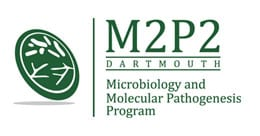 M2P2
DARTMOUTH
Microbiology and
Molecular Pathogenesis
Program